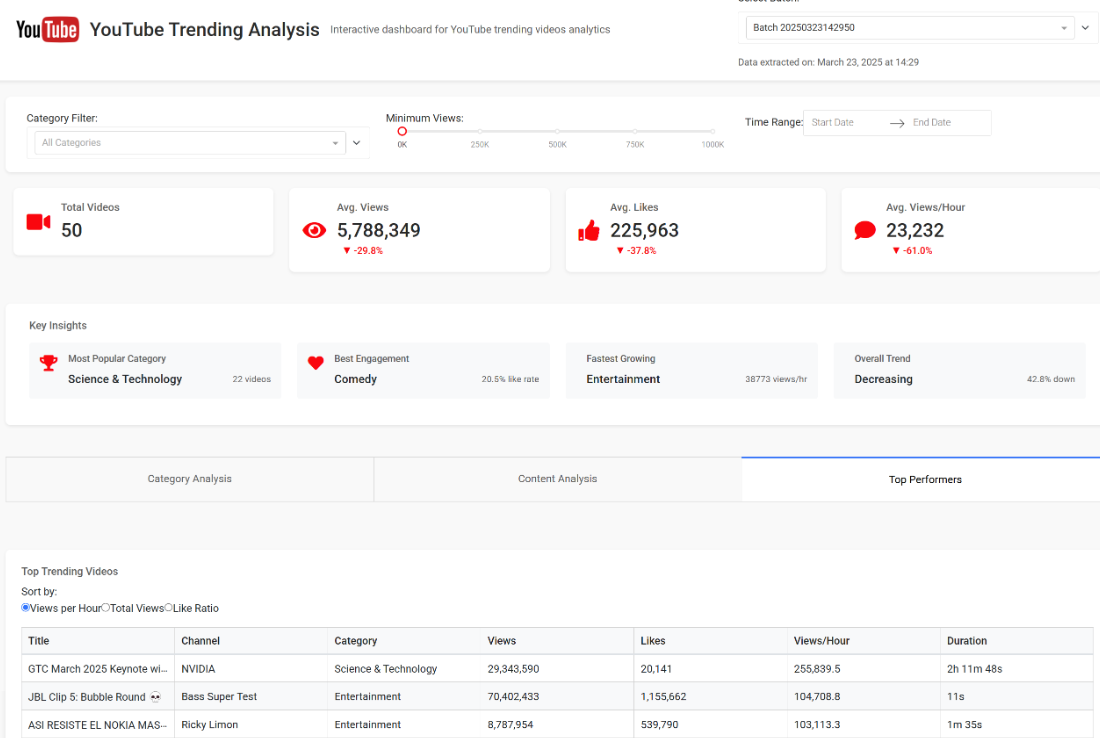 Select Batch:
YouTube YouTube Trending Analysis Interactive dashboard for YouTube trending videos analytics
Batch 20250323142950
Data extracted on: March 23, 2025 at 14:29
Category Filter:
All Categories
Minimum Views:
0K 250K 500K 750K 1000K
Time Range: Start Date → End Date
Total Videos
50
Avg. Views
5,788,349
▼ -29.8%
Avg. Likes
225,963
▼ -37.8%
Avg. Views/Hour
23,232
▼ -61.0%
Key Insights
Most Popular Category
Science & Technology 22 videos
Best Engagement
Comedy 20.5% like rate
Fastest Growing
Entertainment 38773 views/hr
Overall Trend
Decreasing 42.8% down
Category Analysis Content Analysis Top Performers
Top Trending Videos
Sort by:
Views per Hour Total Views Like Ratio
Title Channel Category Views Likes Views/Hour Duration
GTC March 2025 Keynote wi... NVIDIA Science & Technology 29,343,590 20,141 255,839.5 2h 11m 48s
JBL Clip 5: Bubble Round 💀 Bass Super Test Entertainment 70,402,433 1,155,662 104,708.8 11s
ASI RESISTE EL NOKIA MAS... Ricky Limon Entertainment 8,787,954 539,790 103,113.3 1m 35s